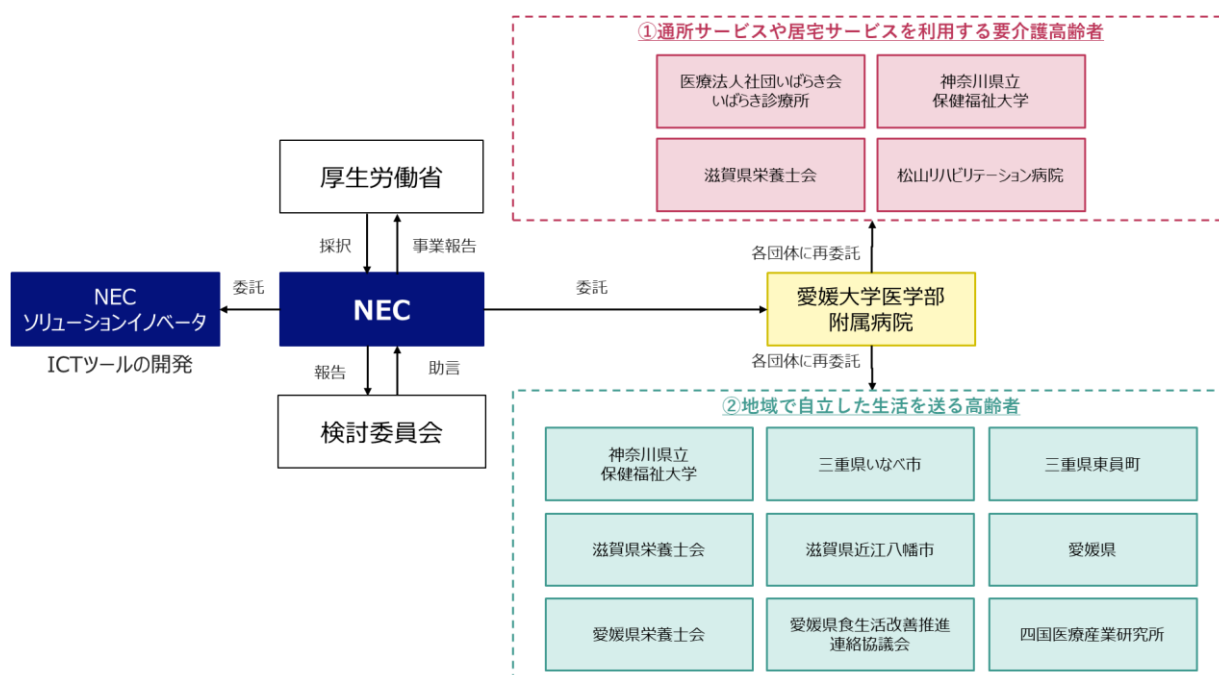 ①通所サービスや居宅サービスを利用する要介護高齢者
医療法人社団いばらき会
いばらき診療所
神奈川県立
保健福祉大学
滋賀県栄養士会
松山リハビリテーション病院
厚生労働省
採択
事業報告
各団体に再委託
NEC
ソリューションイノベータ
委託
NEC
委託
愛媛大学医学部
附属病院
ICTツールの開発
報告
助言
各団体に再委託
検討委員会
②地域で自立した生活を送る高齢者
神奈川県立
保健福祉大学
三重県いなべ市
三重県東員町
滋賀県栄養士会
滋賀県近江八幡市
愛媛県
愛媛県栄養士会
愛媛県食生活改善推進
連絡協議会
四国医療産業研究所